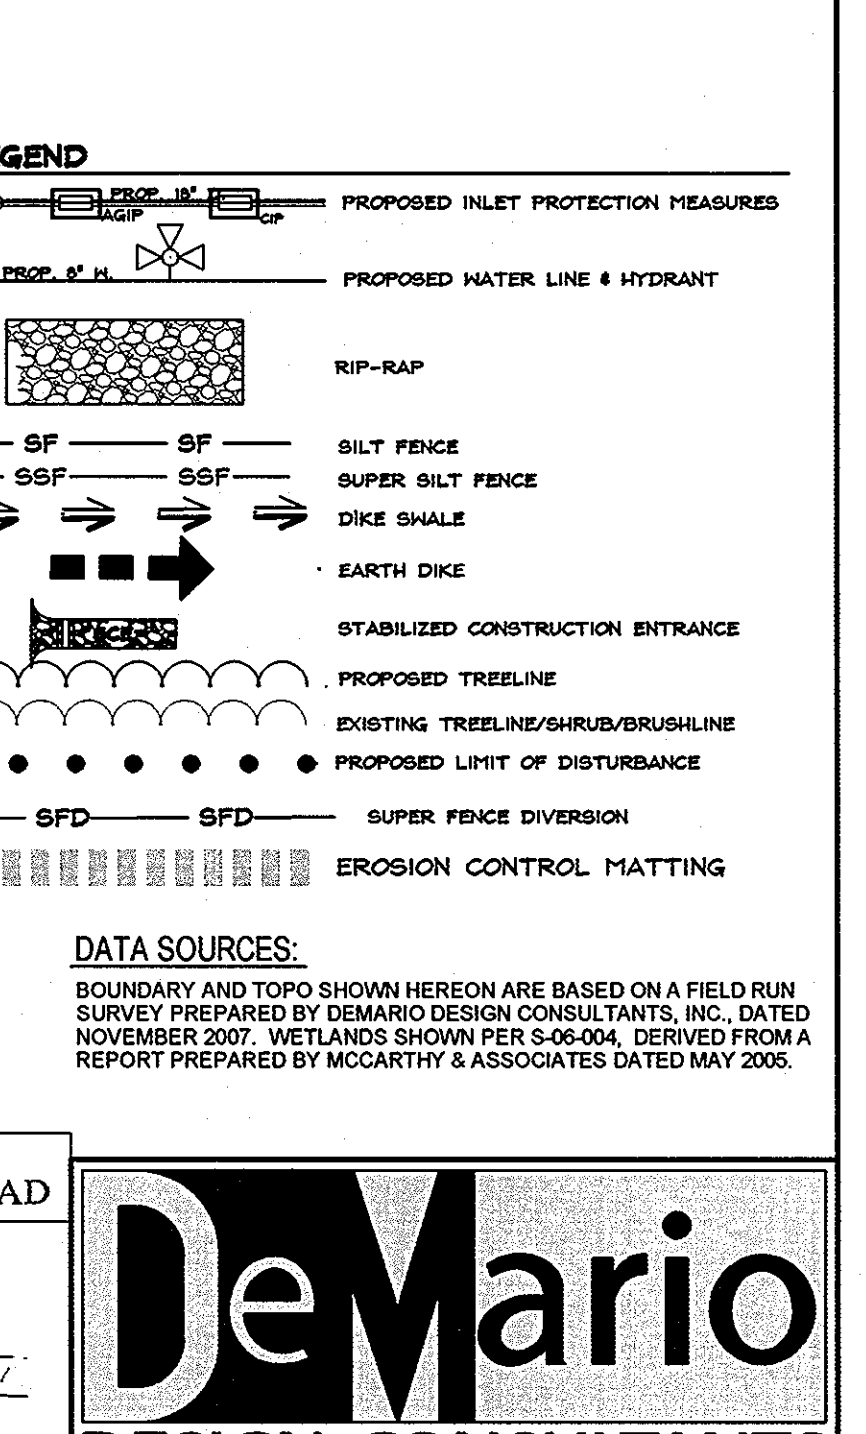 GEND
PROP. 18"
AGIP
CIP
PROPOSED INLET PROTECTION MEASURES
PROP. 8" W.
PROPOSED WATER LINE & HYDRANT
RIP-RAP
SF SF
SILT FENCE
SSF SSF
SUPER SILT FENCE
DIKE SWALE
EARTH DIKE
SCE
STABILIZED CONSTRUCTION ENTRANCE
PROPOSED TREELINE
EXISTING TREELINE/SHRUB/BRUSHLINE
PROPOSED LIMIT OF DISTURBANCE
SFD SFD
SUPER FENCE DIVERSION
EROSION CONTROL MATTING
DATA SOURCES:
BOUNDARY AND TOPO SHOWN HEREON ARE BASED ON A FIELD RUN
SURVEY PREPARED BY DEMARIO DESIGN CONSULTANTS, INC., DATED
NOVEMBER 2007. WETLANDS SHOWN PER S-06-004, DERIVED FROM A
REPORT PREPARED BY MCCARTHY & ASSOCIATES DATED MAY 2005.
AD
DeMario